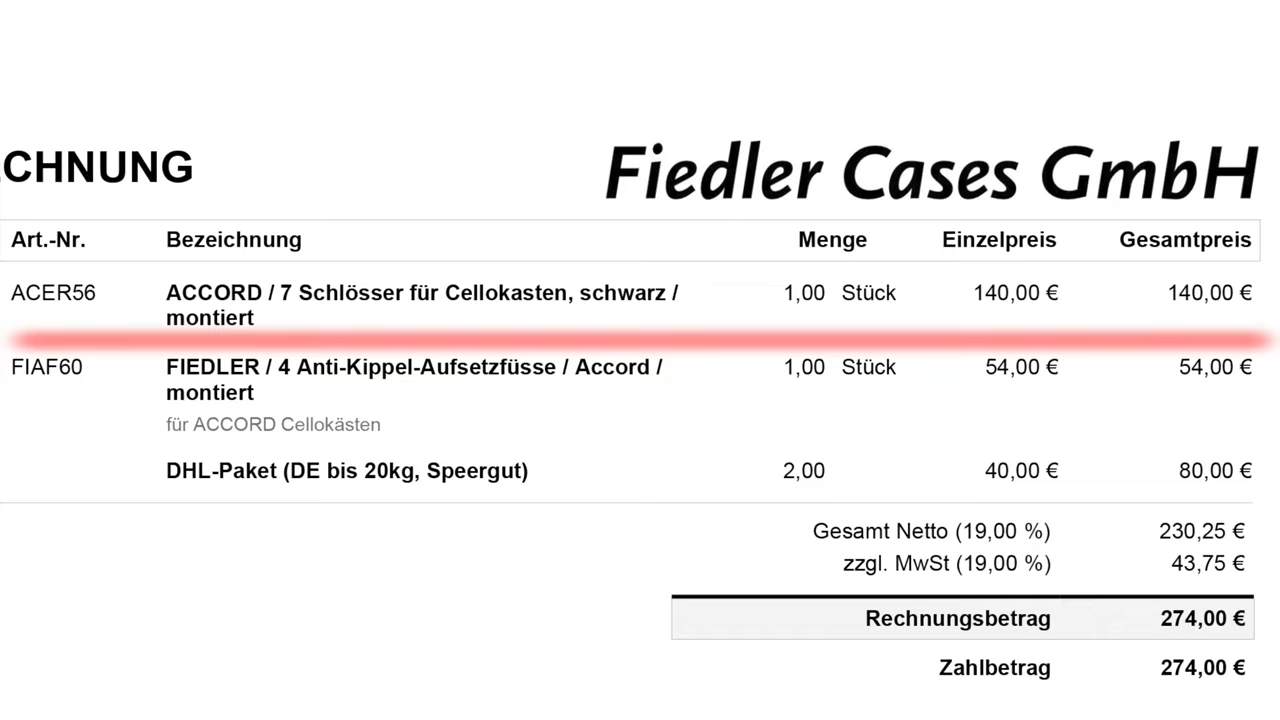 CHNUNG
Fiedler Cases GmbH
Art.-Nr. Bezeichnung Menge Einzelpreis Gesamtpreis
ACER56 ACCORD / 7 Schlösser für Cellokasten, schwarz / 1,00 Stück 140,00 € 140,00 €
montiert
FIAF60 FIEDLER / 4 Anti-Kippel-Aufsetzfüsse / Accord / 1,00 Stück 54,00 € 54,00 €
montiert
für ACCORD Cellokästen
DHL-Paket (DE bis 20kg, Speergut) 2,00 40,00 € 80,00 €
Gesamt Netto (19,00 %) 230,25 €
zzgl. MwSt (19,00 %) 43,75 €
Rechnungsbetrag 274,00 €
Zahlbetrag 274,00 €